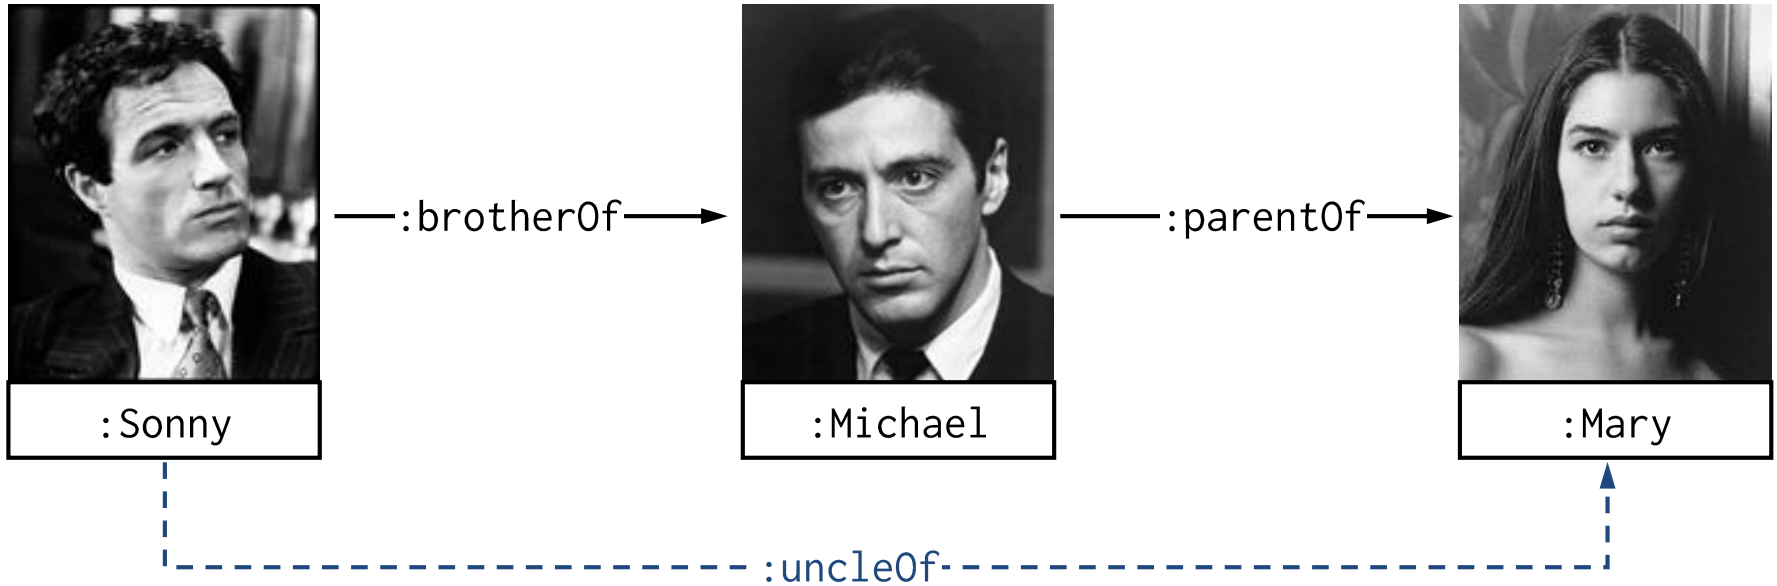 :brotherOf
:parentOf
:Sonny
:Michael
:Mary
:uncleOf